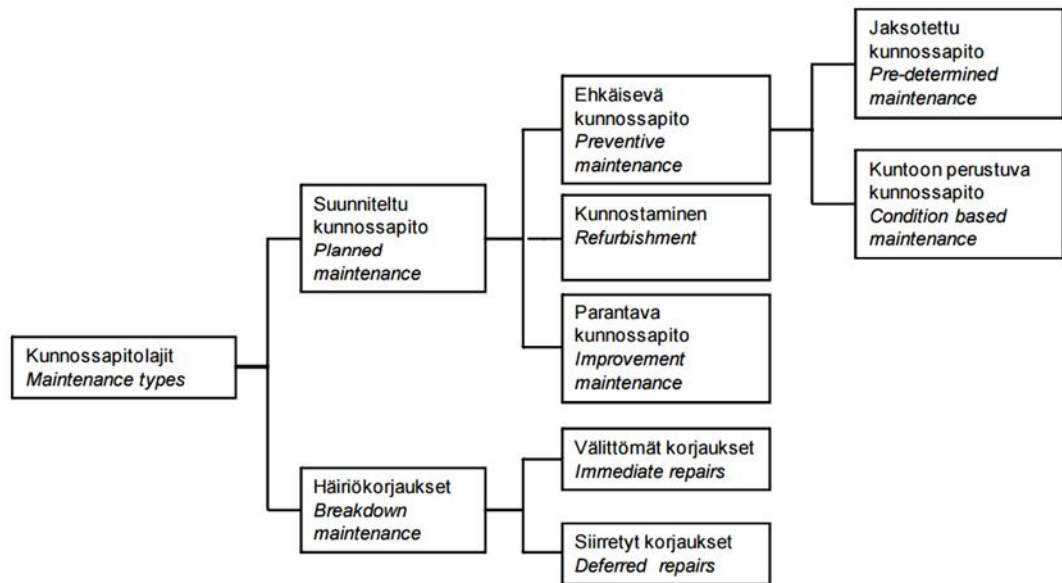 Jaksotettu
kunnossapito
Pre-determined
maintenance
Ehkäisevä
kunnossapito
Preventive
maintenance
Kuntoon perustuva
kunnossapito
Condition based
maintenance
Suunniteltu
kunnossapito
Planned
maintenance
Kunnostaminen
Refurbishment
Parantava
kunnossapito
Improvement
maintenance
Kunnossapitolajit
Maintenance types
Välittömät korjaukset
Immediate repairs
Häiriökorjaukset
Breakdown
maintenance
Siirretyt korjaukset
Deferred repairs